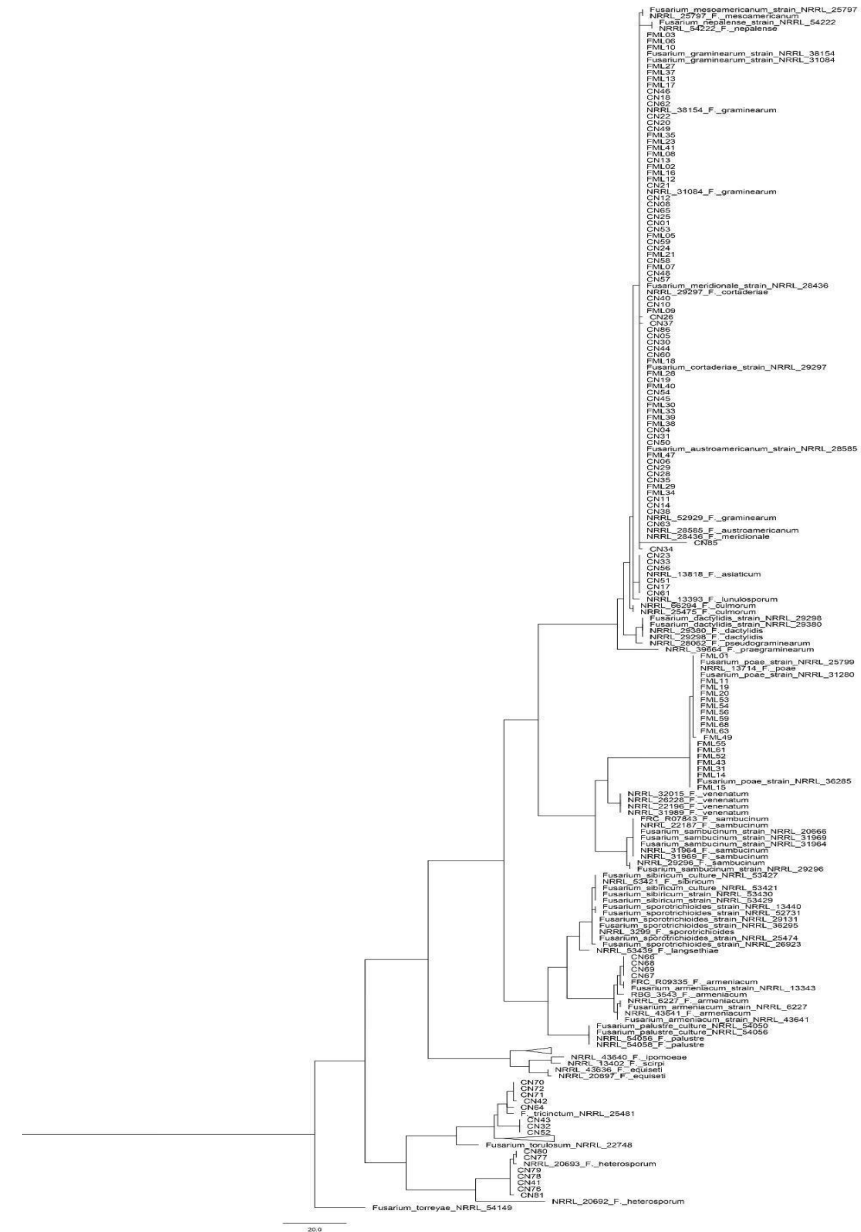 Fusarium_mesoamericanum_strain_NRRL_25797
NRRL_25797_F._mesoamericanum
Fusarium_nepalense_strain_NRRL_54222
NRRL_54222_F._nepalense
FML03
FML06
FML10
Fusarium_graminearum_strain_NRRL_38154
Fusarium_graminearum_strain_NRRL_31084
FML27
FML37
FML13
FML17
CN46
CN18
CN62
NRRL_38154_F._graminearum
CN22
CN20
CN49
FML35
FML23
FML41
FML08
CN13
FML02
FML16
FML12
CN21
NRRL_31084_F._graminearum
CN12
CN08
CN65
CN25
CN01
CN53
FML05
CN59
CN24
FML21
CN58
FML07
CN48
CN57
Fusarium_meridionale_strain_NRRL_28436
NRRL_29297_F._cortaderiae
CN40
CN10
FML09
CN26
CN37
CN86
CN05
CN30
CN44
CN60
FML18
Fusarium_cortaderiae_strain_NRRL_29297
FML28
CN19
FML40
CN54
CN45
FML30
FML33
FML39
FML38
CN04
CN31
CN50
Fusarium_austroamericanum_strain_NRRL_28585
FML47
CN06
CN29
CN28
CN35
FML29
FML34
CN11
CN14
CN38
NRRL_52929_F._graminearum
CN63
NRRL_28585_F._austroamericanum
NRRL_28436_F._meridionale
CN85
CN34
CN23
CN33
CN56
NRRL_13818_F._asiaticum
CN51
CN17
CN61
NRRL_13393_F._lunulosporum
NRRL_66294_F._culmorum
NRRL_25475_F._culmorum
Fusarium_dactylidis_strain_NRRL_29298
Fusarium_dactylidis_strain_NRRL_29380
NRRL_29380_F._dactylidis
NRRL_29298_F._dactylidis
NRRL_28062_F._pseudograminearum
NRRL_39664_F._praegraminearum
FML01
Fusarium_poae_strain_NRRL_25799
NRRL_13714_F._poae
Fusarium_poae_strain_NRRL_31280
FML11
FML19
FML20
FML53
FML54
FML56
FML59
FML68
FML63
FML49
FML55
FML61
FML52
FML43
FML31
FML14
Fusarium_poae_strain_NRRL_36285
FML15
NRRL_32015_F._venenatum
NRRL_26228_F._venenatum
NRRL_22196_F._venenatum
NRRL_31989_F._venenatum
FRC_R07843_F._sambucinum
NRRL_22187_F._sambucinum
Fusarium_sambucinum_strain_NRRL_20666
Fusarium_sambucinum_strain_NRRL_31969
Fusarium_sambucinum_strain_NRRL_31964
NRRL_31964_F._sambucinum
NRRL_31969_F._sambucinum
NRRL_29296_F._sambucinum
Fusarium_sambucinum_strain_NRRL_29296
Fusarium_sibiricum_culture_NRRL_53427
NRRL_53421_F._sibiricum
Fusarium_sibiricum_culture_NRRL_53421
Fusarium_sibiricum_strain_NRRL_53430
Fusarium_sibiricum_strain_NRRL_53429
Fusarium_sporotrichioides_strain_NRRL_13440
Fusarium_sporotrichioides_strain_NRRL_52731
Fusarium_sporotrichioides_strain_NRRL_29131
Fusarium_sporotrichioides_strain_NRRL_36295
NRRL_3299_F._sporotrichioides
Fusarium_sporotrichioides_strain_NRRL_25474
Fusarium_sporotrichioides_strain_NRRL_26923
NRRL_53439_F._langsethiae
CN66
CN68
CN69
CN67
FRC_R09335_F._armeniacum
Fusarium_armeniacum_strain_NRRL_13343
RBG_3543_F._armeniacum
NRRL_6227_F._armeniacum
Fusarium_armeniacum_strain_NRRL_6227
NRRL_43641_F._armeniacum
Fusarium_armeniacum_strain_NRRL_43641
Fusarium_palustre_culture_NRRL_54050
Fusarium_palustre_culture_NRRL_54056
NRRL_54056_F._palustre
NRRL_54058_F._palustre
NRRL_43640_F._ipomoeae
NRRL_13402_F._scirpi
NRRL_43636_F._equiseti
NRRL_20697_F._equiseti
CN70
CN72
CN71
CN42
CN64
F._tricinctum_NRRL_25481
CN43
CN32
CN52
Fusarium_torulosum_NRRL_22748
CN80
CN77
NRRL_20693_F._heterosporum
CN79
CN78
CN41
CN76
CN81
NRRL_20692_F._heterosporum
Fusarium_torreyae_NRRL_54149
20.0